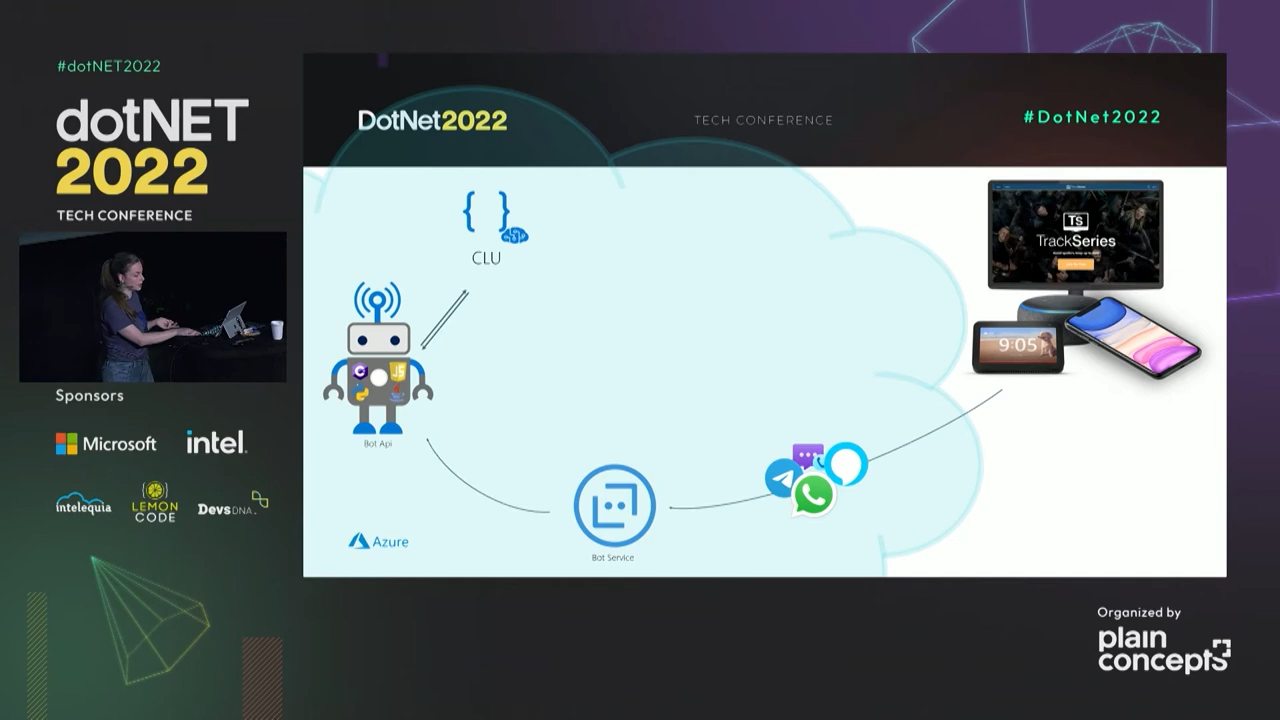 #dotNET2022
dotNET
2022
TECH CONFERENCE
Sponsors
Microsoft
intel.
intelequia
LEMON
CODE
DevsDNA.
DotNet2022
TECH CONFERENCE
#DotNet2022
{ }
CLU
JS
Bot Api
Azure
Bot Service
TS
TrackSeries
9:05
Organized by
plain
concepts